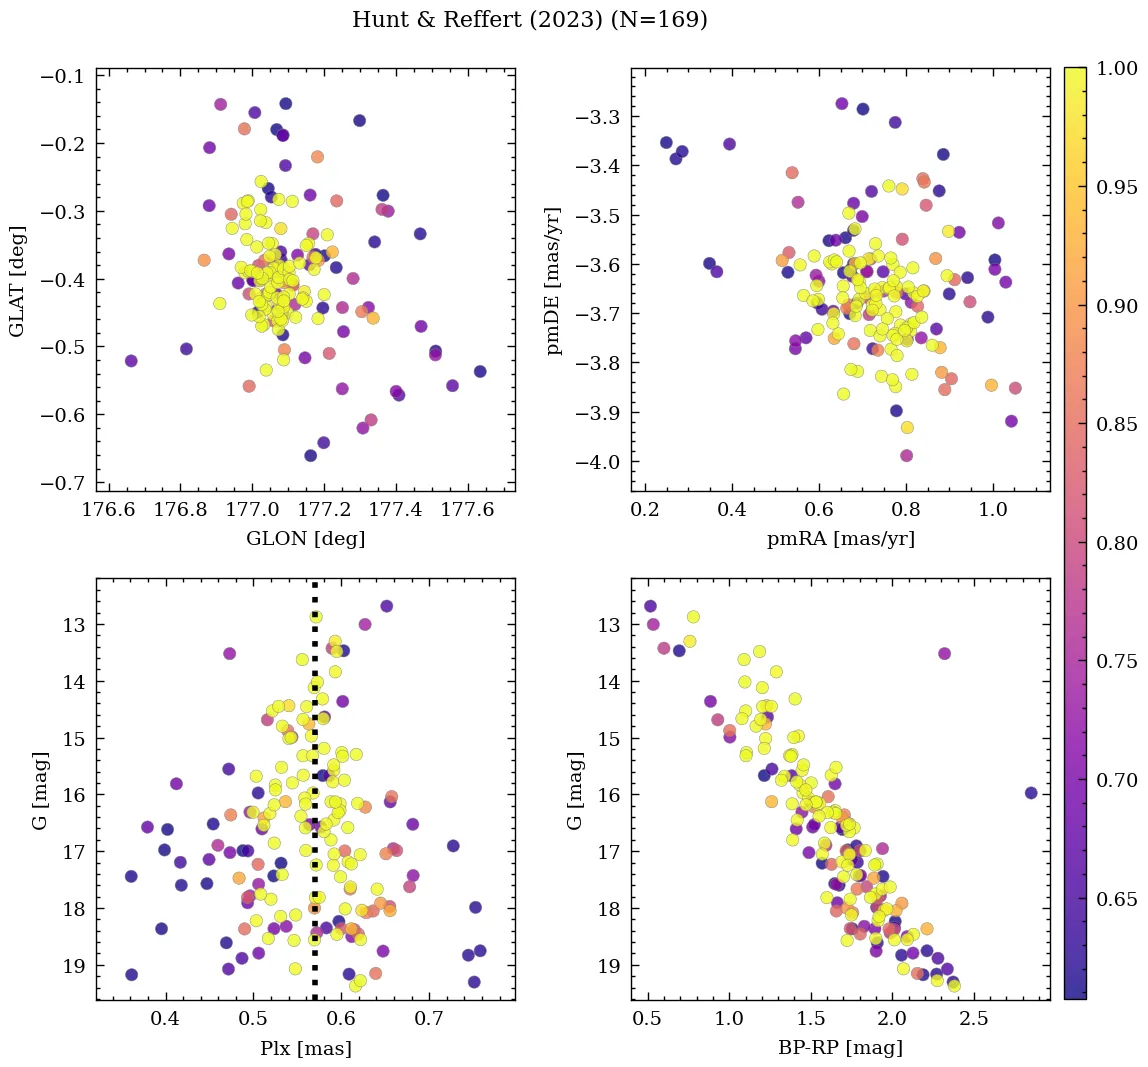 Hunt & Reffert (2023) (N=169)
−0.1
−0.2
−0.3
−0.4
−0.5
−0.6
−0.7
GLAT [deg]
176.6 176.8 177.0 177.2 177.4 177.6
GLON [deg]
−3.3
−3.4
−3.5
−3.6
−3.7
−3.8
−3.9
−4.0
pmDE [mas/yr]
0.2 0.4 0.6 0.8 1.0
pmRA [mas/yr]
13
14
15
16
17
18
19
G [mag]
0.4 0.5 0.6 0.7
Plx [mas]
13
14
15
16
17
18
19
G [mag]
0.5 1.0 1.5 2.0 2.5
BP-RP [mag]
1.00
0.95
0.90
0.85
0.80
0.75
0.70
0.65